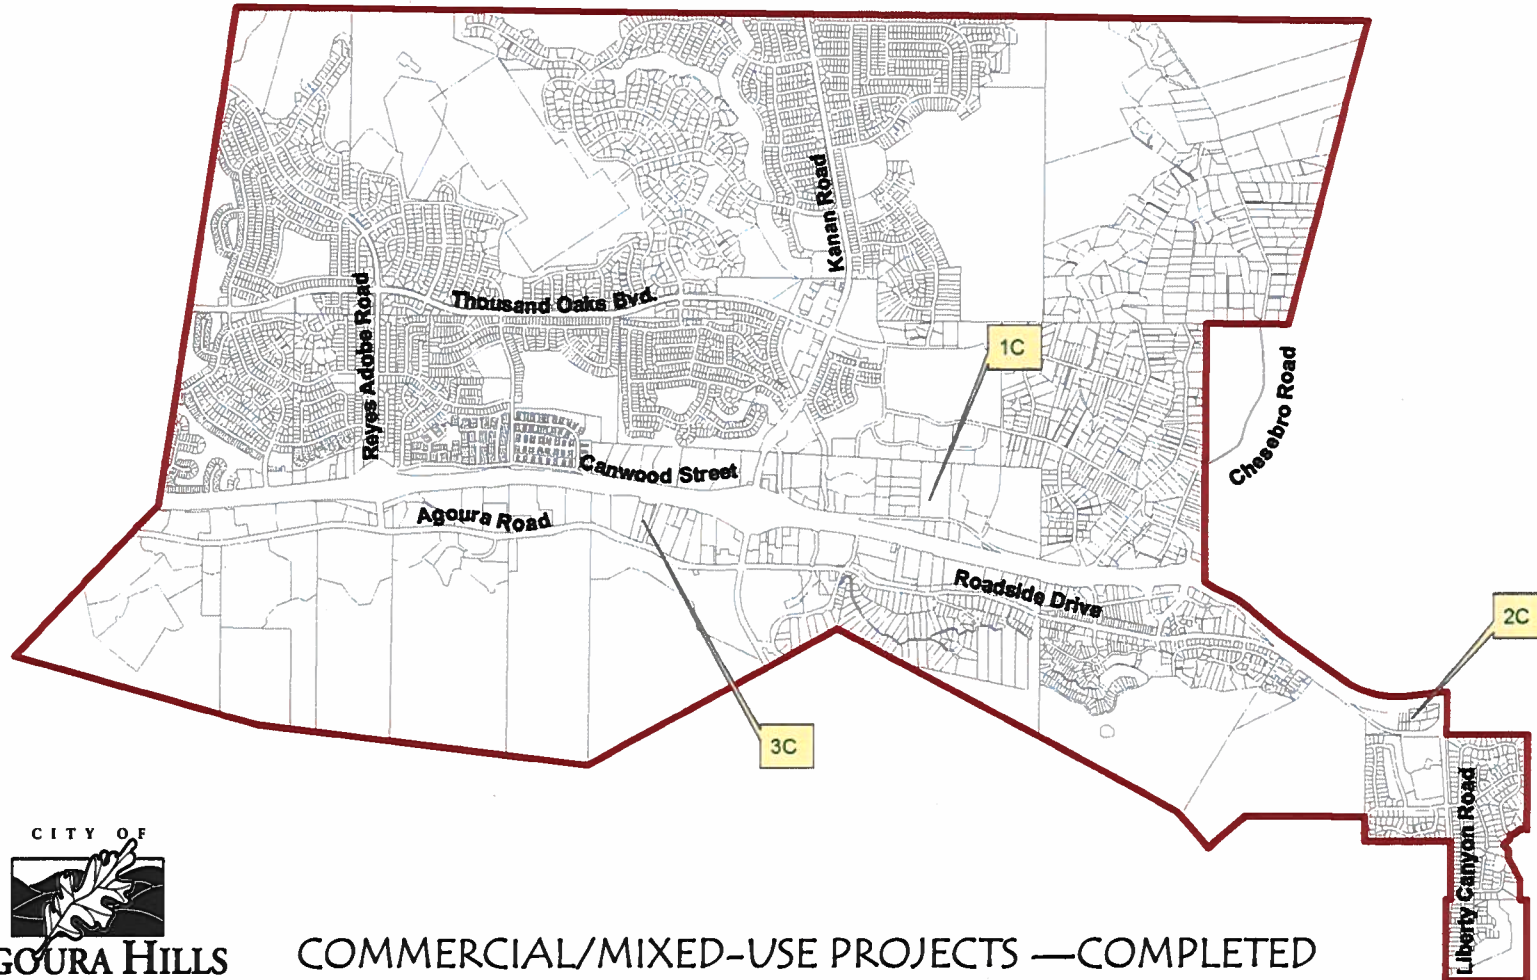 Kanan Road
Thousand Oaks Blvd.
Reyes Adobe Road
1C
Chesebro Road
Canwood Street
Agoura Road
Roadside Drive
2C
3C
Liberty Canyon Road
CITY OF
GOURA HILLS
COMMERCIAL/MIXED-USE PROJECTS —COMPLETED